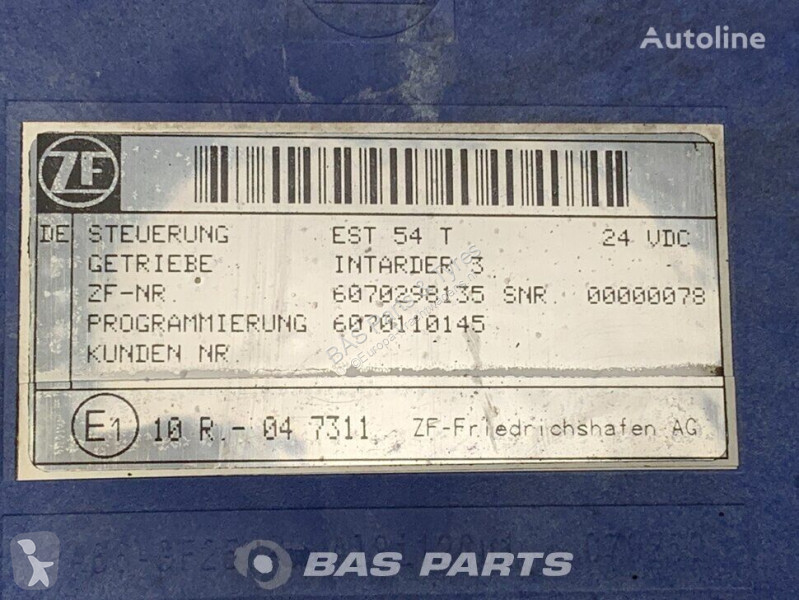 Autoline
ZF
DE STEUERUNG EST 54 T 24 VDC
GETRIEBE INTARDER 3
ZF-NR. 6070298135 SNR. 00000078
PROGRAMMIERUNG 6070110145
KUNDEN NR.
E1 10 R.- 04 7311 ZF-Friedrichshafen AG
BAS PARTS